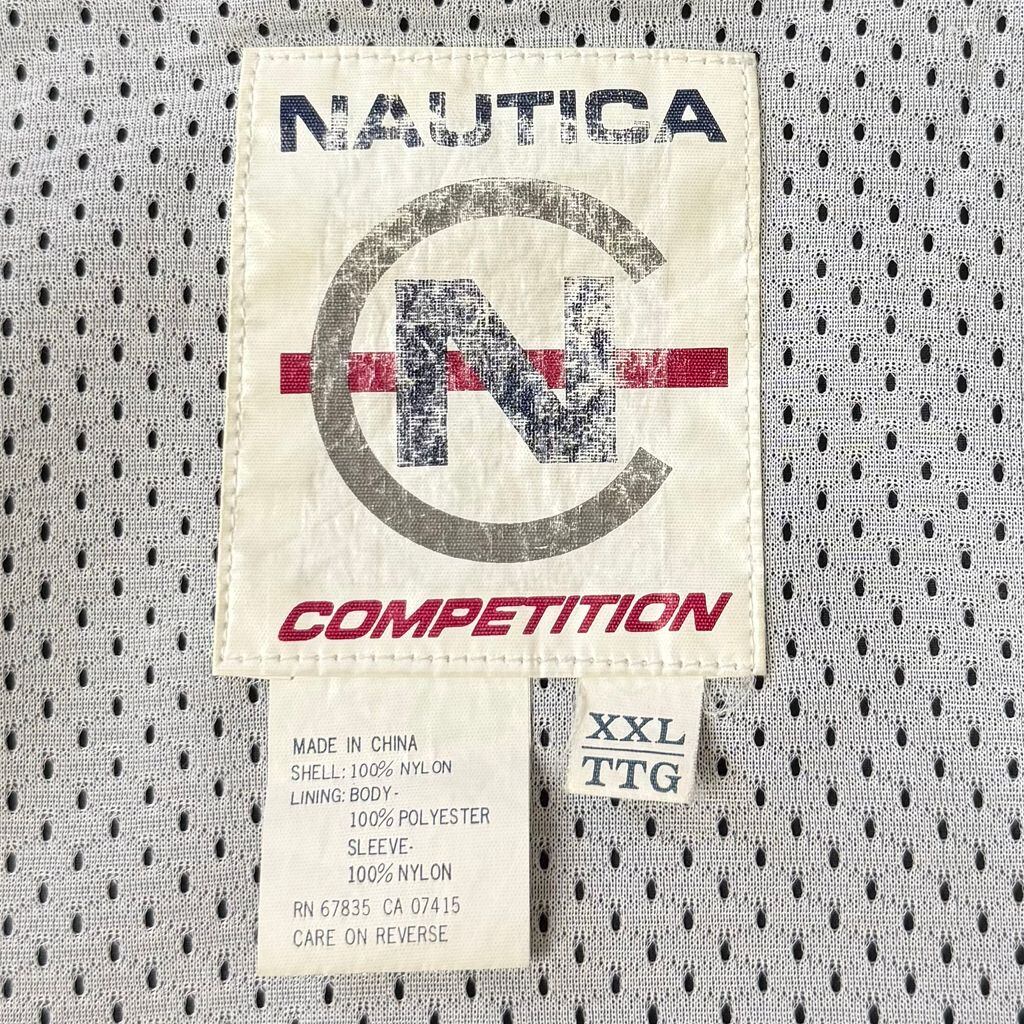 NAUTICA
N
COMPETITION
MADE IN CHINA
SHELL: 100% NYLON
LINING: BODY-
100% POLYESTER
SLEEVE-
100% NYLON
RN 67835 CA 07415
CARE ON REVERSE
XXL
TTG